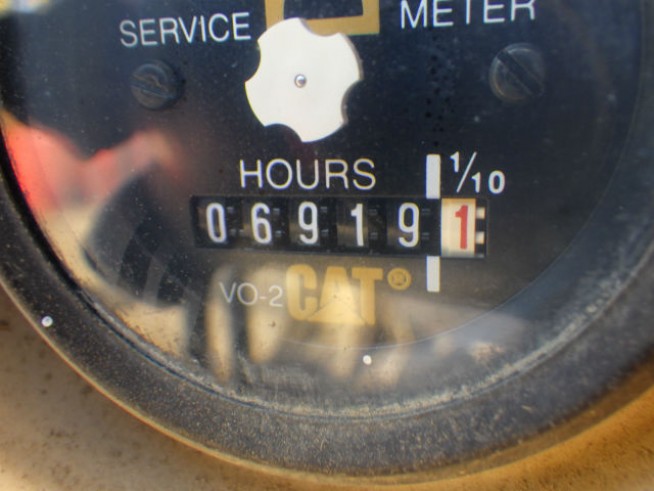 SERVICE METER
HOURS 1/10
069191
VO-2 CAT®